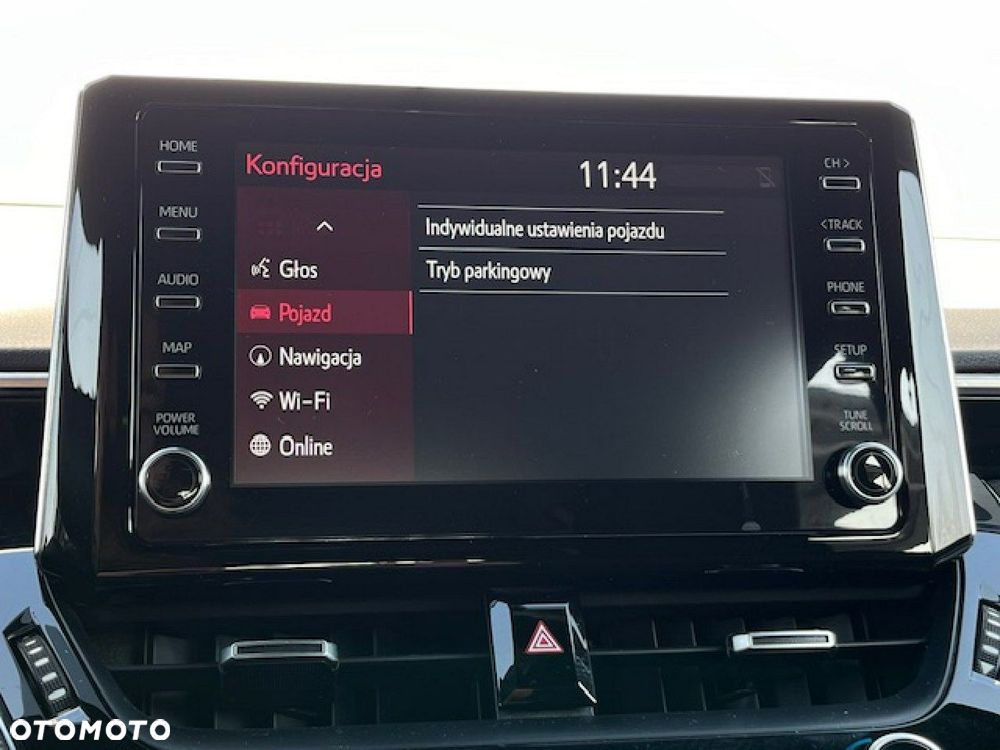 HOME
MENU
AUDIO
MAP
POWER
VOLUME
Konfiguracja
11:44
Głos
Pojazd
Nawigacja
Wi-Fi
Online
Indywidualne ustawienia pojazdu
Tryb parkingowy
CH >
< TRACK
PHONE
SETUP
TUNE
SCROLL
OTOMOTO